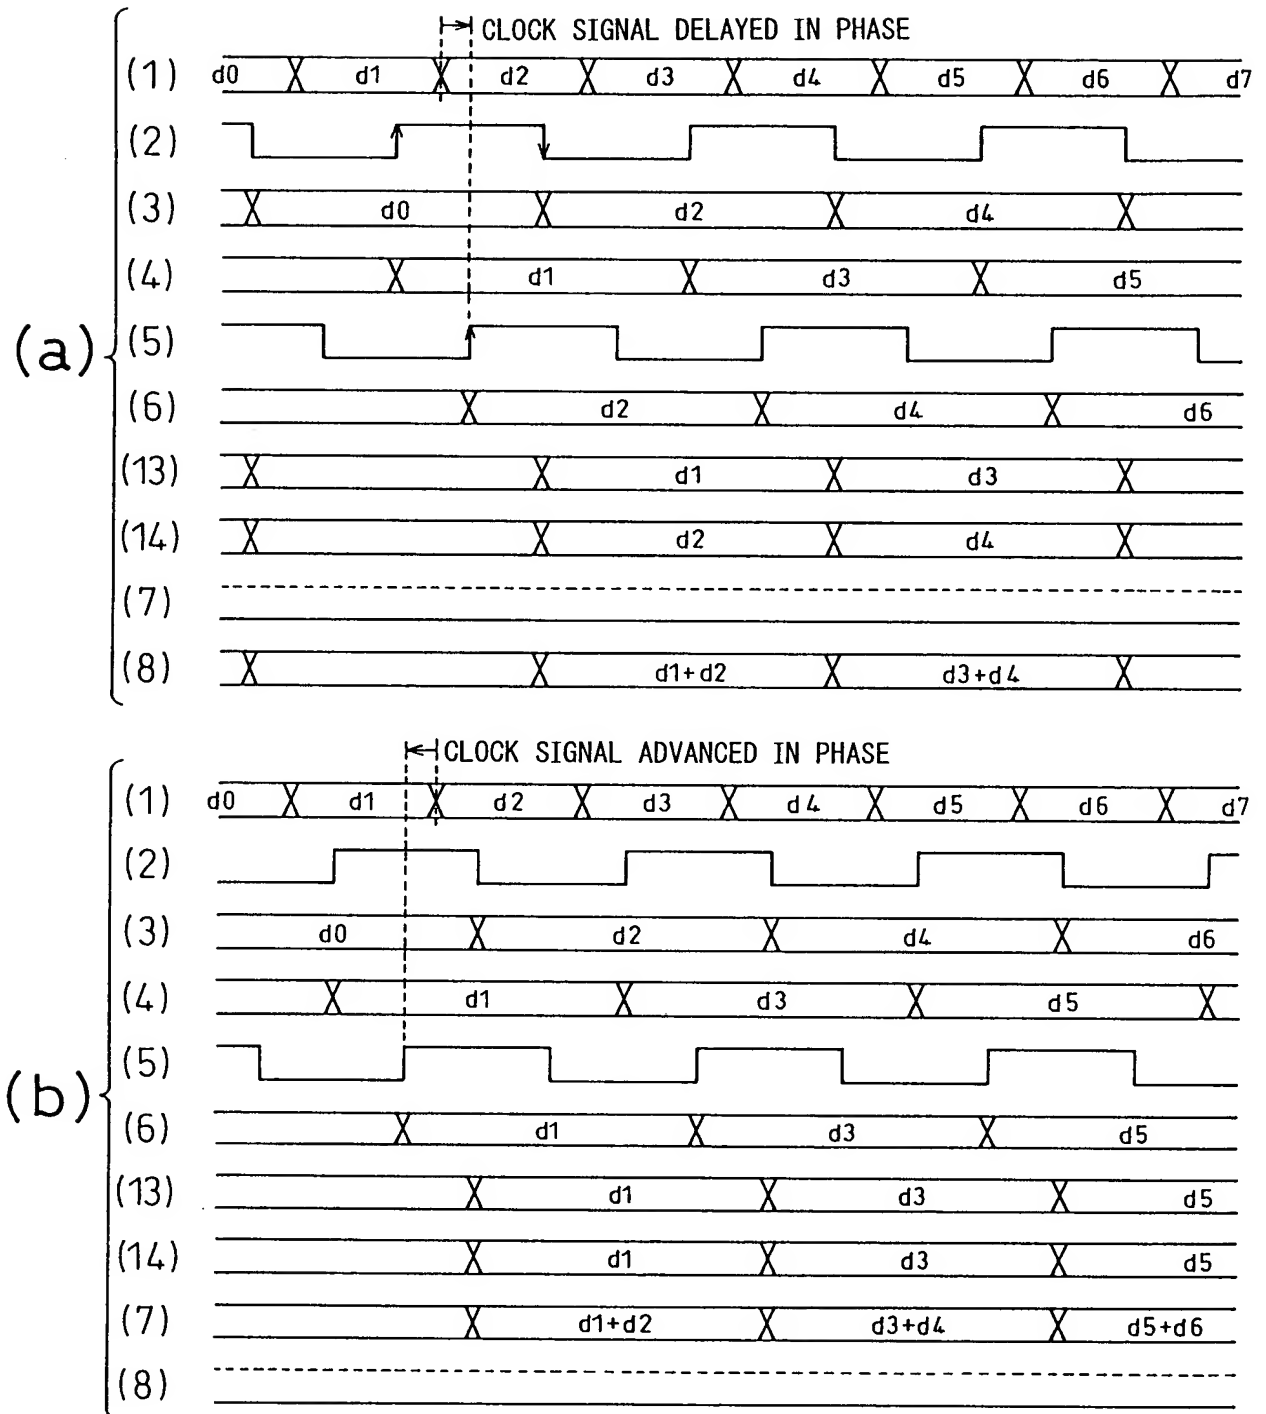 (a)
CLOCK SIGNAL DELAYED IN PHASE
(1) d0 d1 d2 d3 d4 d5 d6 d7
(2)
(3) d0 d2 d4
(4) d1 d3 d5
(5)
(6) d2 d4 d6
(13) d1 d3
(14) d2 d4
(7)
(8) d1+d2 d3+d4
(b)
CLOCK SIGNAL ADVANCED IN PHASE
(1) d0 d1 d2 d3 d4 d5 d6 d7
(2)
(3) d0 d2 d4 d6
(4) d1 d3 d5
(5)
(6) d1 d3 d5
(13) d1 d3 d5
(14) d1 d3 d5
(7) d1+d2 d3+d4 d5+d6
(8)